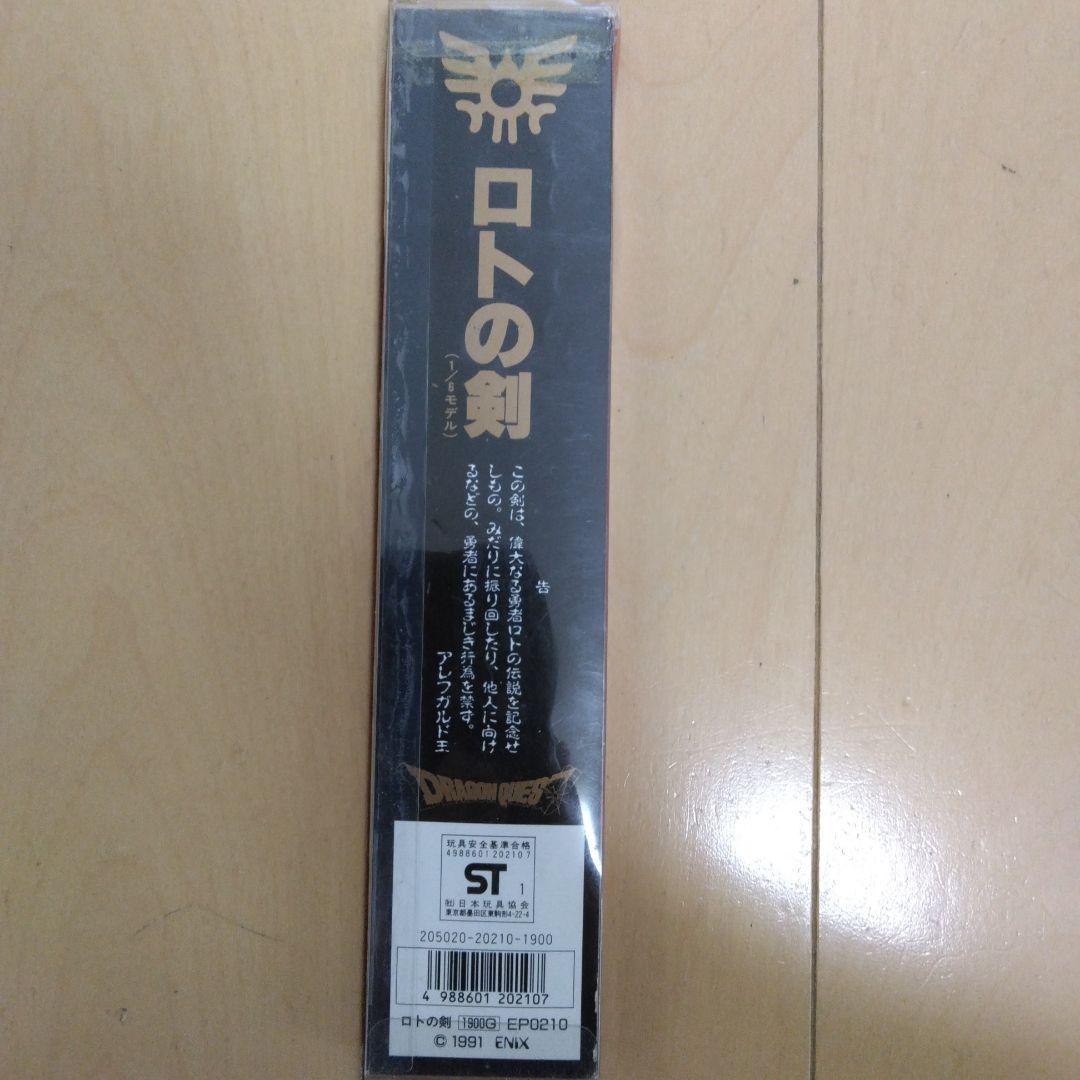 ロトの剣
(1/6モデル)
告
この剣は、偉大なる勇者ロトの伝説を記念せ
しもの。みだりに振り回したり、他人に向け
るなどの、勇者にあるまじき行為を禁ず。
アレフガルド王
DRAGON QUEST
玩具安全基準合格
4988601202107
ST 1
㈳日本玩具協会
東京都墨田区東駒形4-22-4
205020-20210-1900
4 988601 202107
ロトの剣 1900G EP0210
© 1991 ENIX